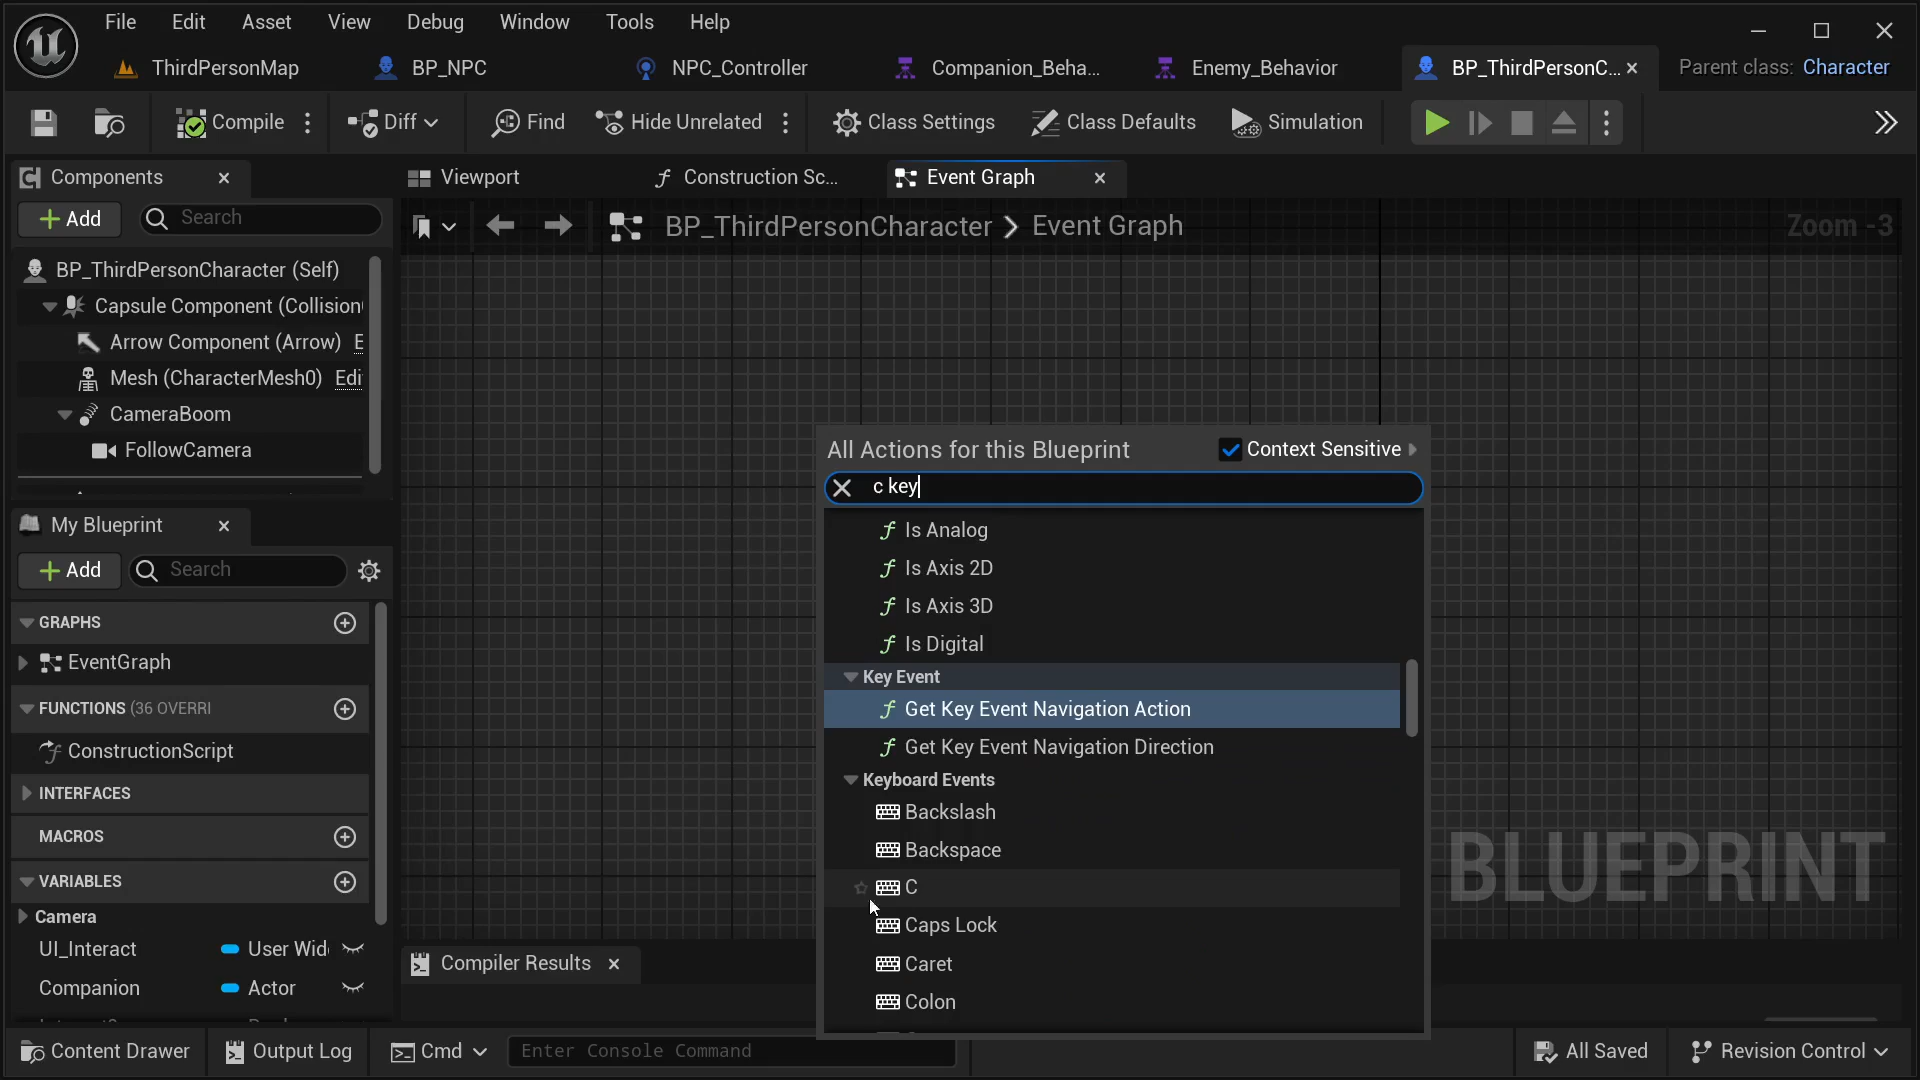 File Edit Asset View Debug Window Tools Help
ThirdPersonMap BP_NPC NPC_Controller Companion_Beha... Enemy_Behavior BP_ThirdPersonC... Parent class: Character
Compile Diff Find Hide Unrelated Class Settings Class Defaults Simulation
Components
Viewport Construction Sc... Event Graph
Add Search
BP_ThirdPersonCharacter > Event Graph
Zoom -3
BP_ThirdPersonCharacter (Self)
Capsule Component (Collision
Arrow Component (Arrow) E
Mesh (CharacterMesh0) Edi
CameraBoom
FollowCamera
My Blueprint
Add Search
GRAPHS
EventGraph
FUNCTIONS (36 OVERRI
ConstructionScript
INTERFACES
MACROS
VARIABLES
Camera
UI_Interact User Wid
Companion Actor
All Actions for this Blueprint Context Sensitive
c key
Is Analog
Is Axis 2D
Is Axis 3D
Is Digital
Key Event
Get Key Event Navigation Action
Get Key Event Navigation Direction
Keyboard Events
Backslash
Backspace
C
Caps Lock
Caret
Colon
BLUEPRINT
Compiler Results
Content Drawer Output Log Cmd Enter Console Command All Saved Revision Control